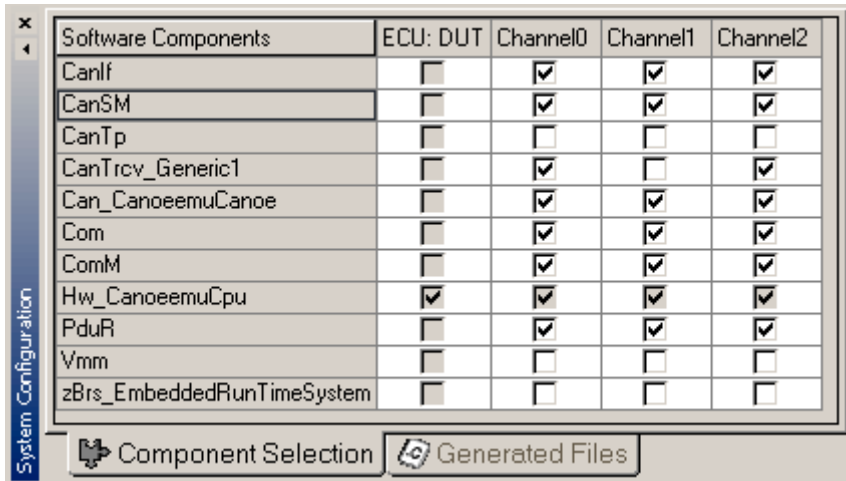 Software Components ECU: DUT Channel0 Channel1 Channel2
CanIf
CanSM
CanTp
CanTrcv_Generic1
Can_CanoeemuCanoe
Com
ComM
Hw_CanoeemuCpu
PduR
Vmm
zBrs_EmbeddedRunTimeSystem
System Configuration
Component Selection Generated Files